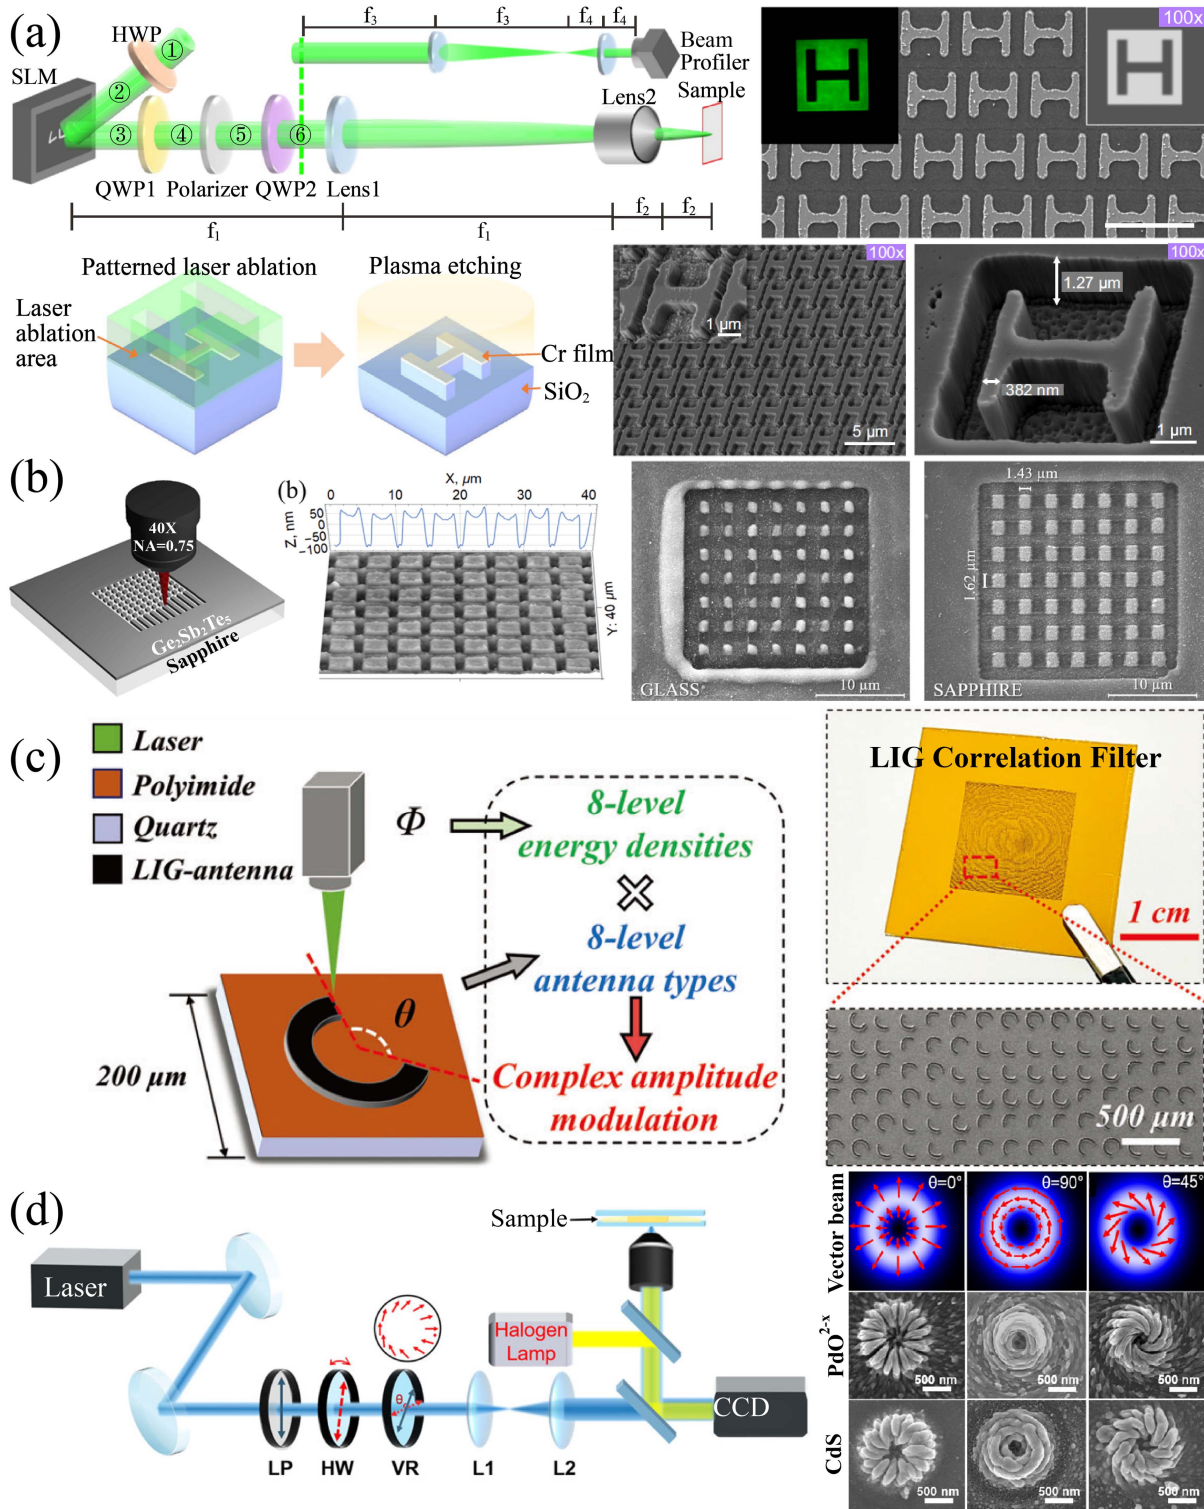 (a)
HWP
①
SLM
②
③
④
⑤
⑥
QWP1
Polarizer
QWP2
Lens1
f₃
f₃
f₄
f₄
Beam
Profiler
Lens2
Sample
f₁
f₁
f₂
f₂
H
H
100x
Patterned laser ablation
Plasma etching
Laser
ablation
area
Cr film
SiO₂
100x
1 μm
5 μm
100x
1.27 μm
382 nm
1 μm
(b)
40X
NA=0.75
Ge₂Sb₂Te₅
Sapphire
(b)
X, μm
0
10
20
30
40
Z, nm
50
0
−50
−100
Y: 40 μm
GLASS
10 μm
1.43 μm
1.62 μm
SAPPHIRE
10 μm
(c)
Laser
Polyimide
Quartz
LIG-antenna
Φ
8-level
energy densities
8-level
antenna types
Complex amplitude
modulation
θ
200 μm
LIG Correlation Filter
1 cm
500 μm
(d)
Laser
LP
HW
θ
VR
L1
L2
Sample
Halogen
Lamp
CCD
Vector beam
θ=0°
θ=90°
θ=45°
PdO²⁻ˣ
500 nm
500 nm
500 nm
CdS
500 nm
500 nm
500 nm